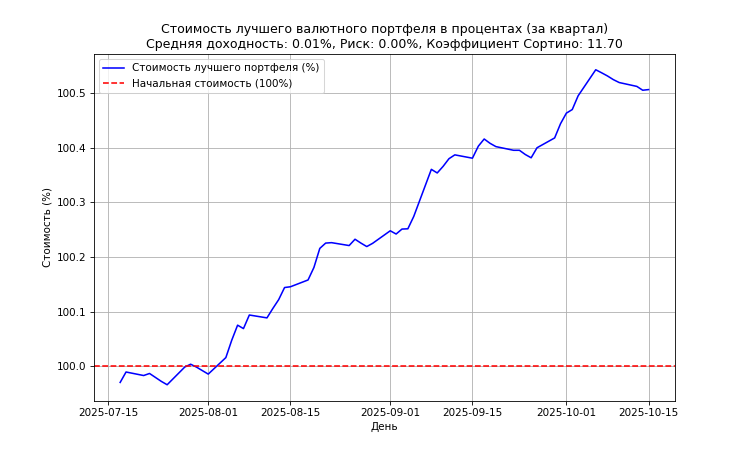 Стоимость лучшего валютного портфеля в процентах (за квартал)
Средняя доходность: 0.01%, Риск: 0.00%, Коэффициент Сортино: 11.70
Стоимость лучшего портфеля (%)
Начальная стоимость (100%)
Стоимость (%)
100.5
100.4
100.3
100.2
100.1
100.0
2025-07-15
2025-08-01
2025-08-15
2025-09-01
2025-09-15
2025-10-01
2025-10-15
День